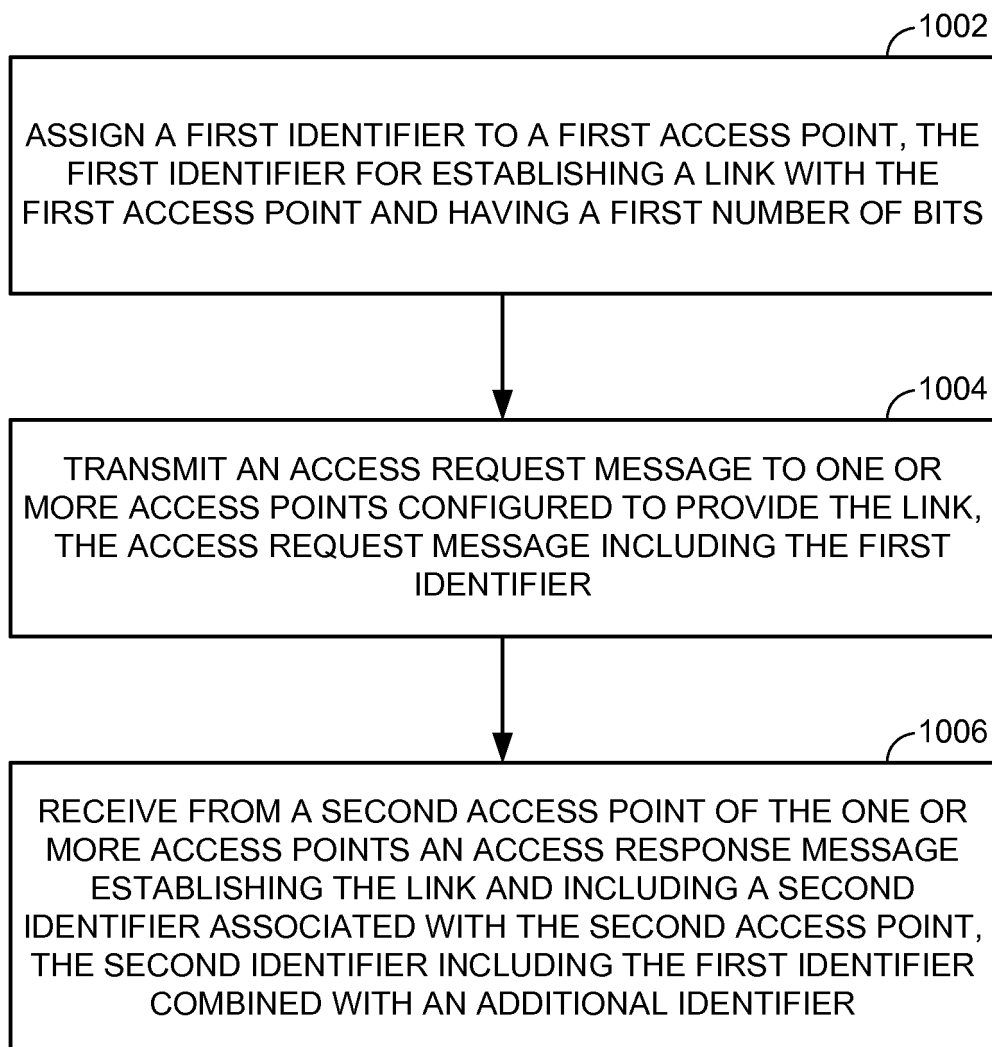 1002
ASSIGN A FIRST IDENTIFIER TO A FIRST ACCESS POINT, THE
FIRST IDENTIFIER FOR ESTABLISHING A LINK WITH THE
FIRST ACCESS POINT AND HAVING A FIRST NUMBER OF BITS
1004
TRANSMIT AN ACCESS REQUEST MESSAGE TO ONE OR
MORE ACCESS POINTS CONFIGURED TO PROVIDE THE LINK,
THE ACCESS REQUEST MESSAGE INCLUDING THE FIRST
IDENTIFIER
1006
RECEIVE FROM A SECOND ACCESS POINT OF THE ONE OR
MORE ACCESS POINTS AN ACCESS RESPONSE MESSAGE
ESTABLISHING THE LINK AND INCLUDING A SECOND
IDENTIFIER ASSOCIATED WITH THE SECOND ACCESS POINT,
THE SECOND IDENTIFIER INCLUDING THE FIRST IDENTIFIER
COMBINED WITH AN ADDITIONAL IDENTIFIER